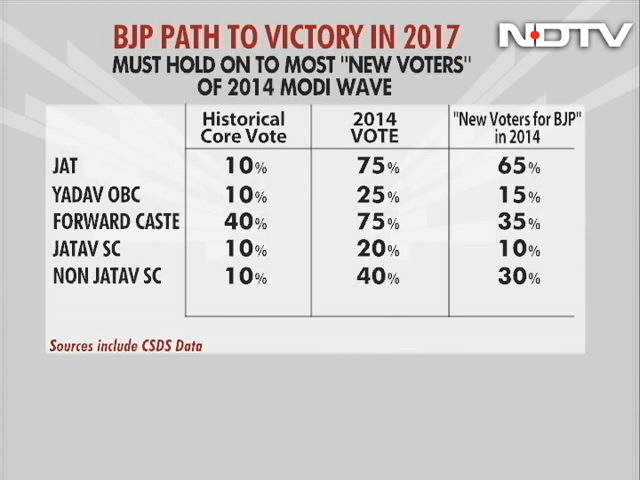 BJP PATH TO VICTORY IN 2017
NDTV
MUST HOLD ON TO MOST "NEW VOTERS"
OF 2014 MODI WAVE
Historical Core Vote 2014 VOTE "New Voters for BJP" in 2014
JAT 10% 75% 65%
YADAV OBC 10% 25% 15%
FORWARD CASTE 40% 75% 35%
JATAV SC 10% 20% 10%
NON JATAV SC 10% 40% 30%
Sources include CSDS Data